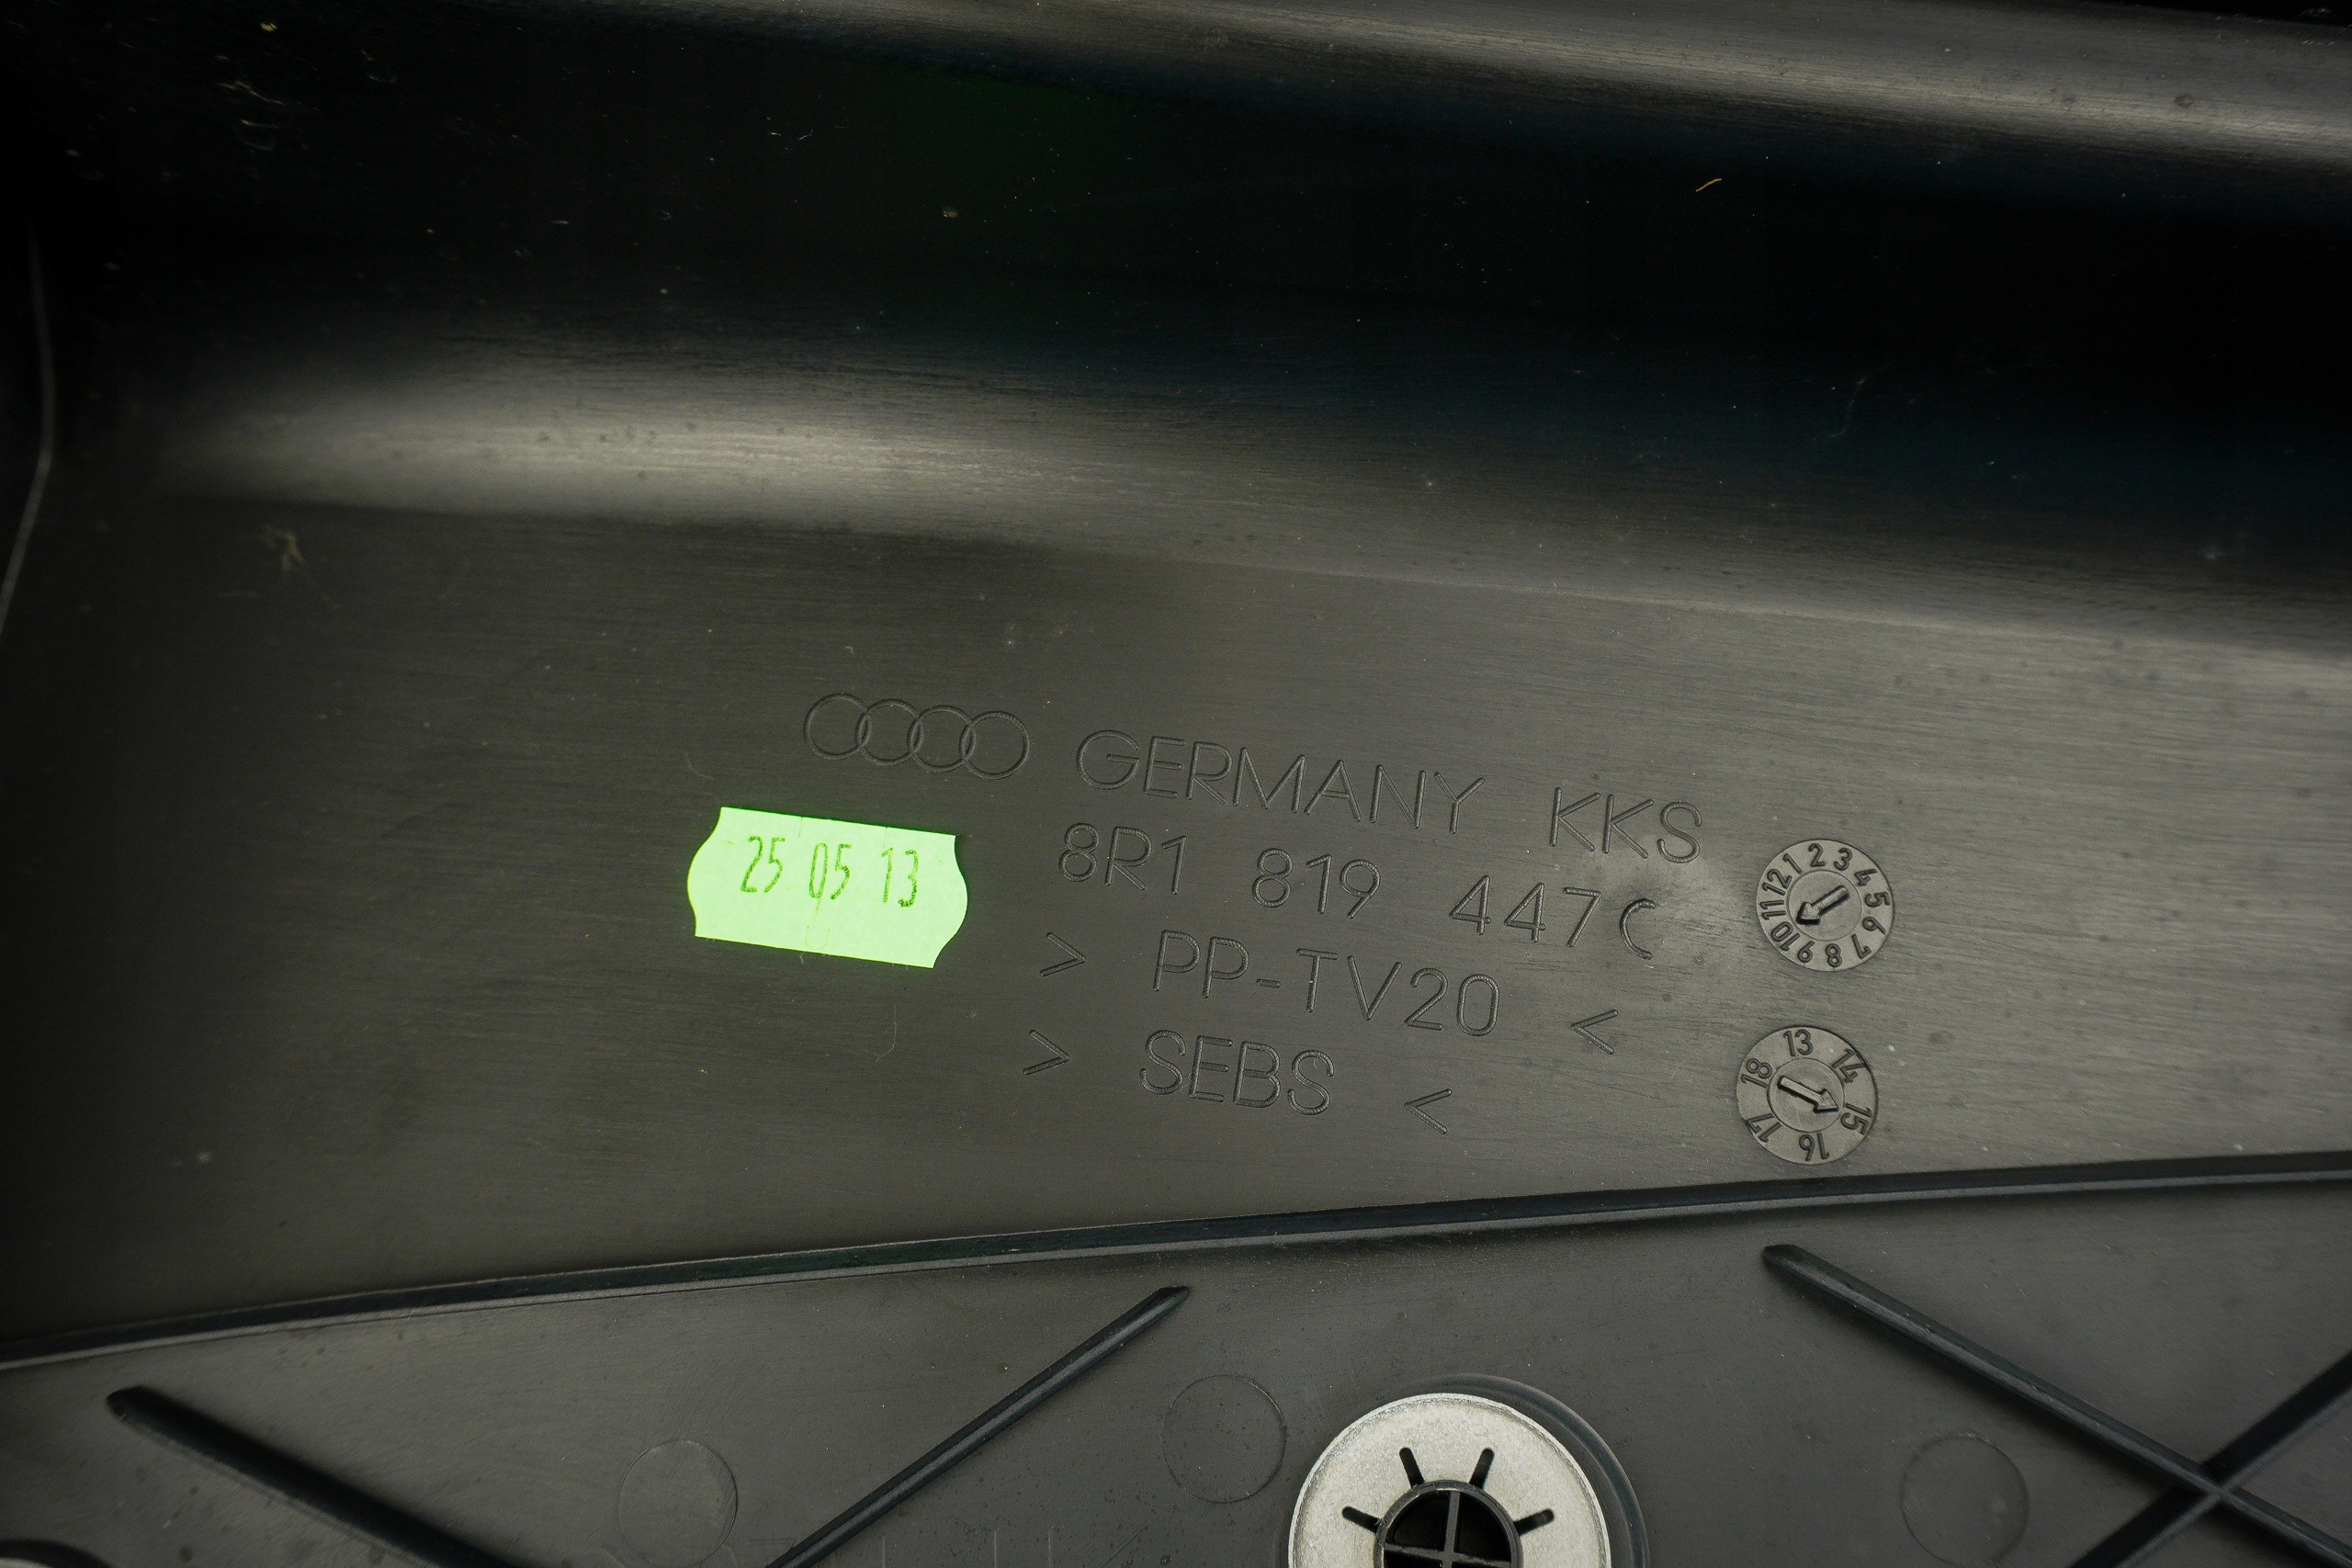 GERMANY KKS
25 05 13
8R1 819 447C
> PP-TV20 <
> SEBS <
1 2 3 4 5 6 7 8 9 10 11 12
13 14 15 16 17 18